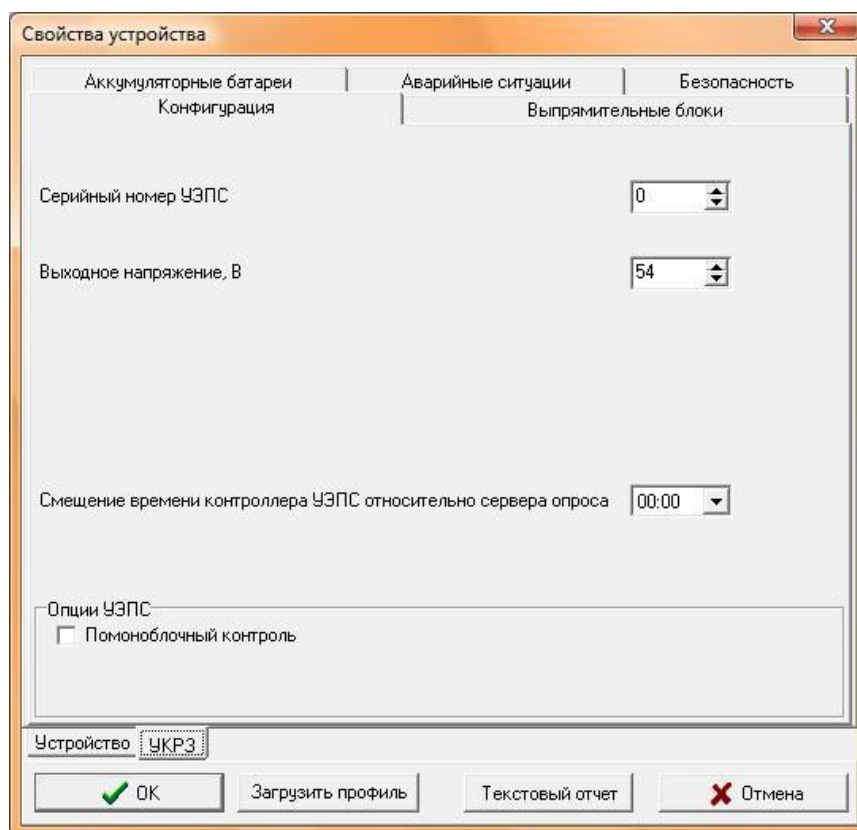 Свойства устройства
Аккумуляторные батареи
Аварийные ситуации
Безопасность
Конфигурация
Выпрямительные блоки
Серийный номер УЭПС
0
Выходное напряжение, В
54
Смещение времени контроллера УЭПС относительно сервера опроса
00:00
Опции УЭПС
Помоноблочный контроль
Устройство
УКРЗ
OK
Загрузить профиль
Текстовый отчет
Отмена